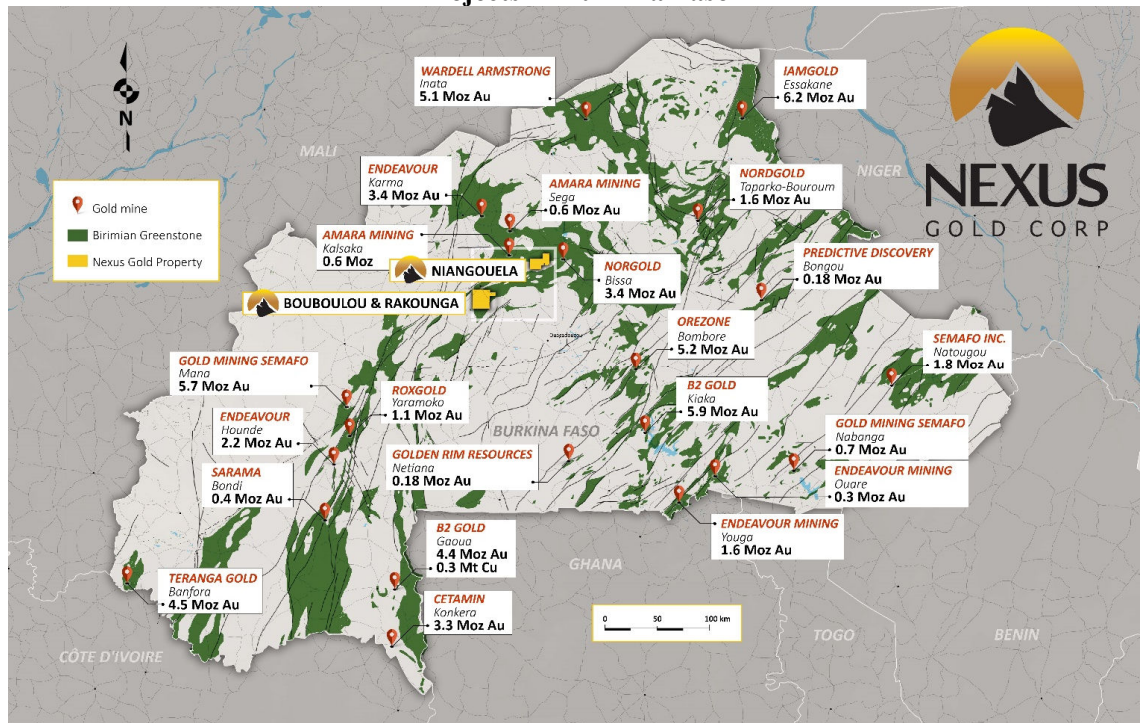 WARDELL ARMSTRONG
Inata
5.1 Moz Au
IAMGOLD
Essakane
6.2 Moz Au
N
MALI
NIGER
NEXUS
GOLD CORP
ENDEAVOUR
Karma
3.4 Moz Au
AMARA MINING
Sega
0.6 Moz Au
NORDGOLD
Taparko-Bouroum
1.6 Moz Au
Gold mine
Birimian Greenstone
Nexus Gold Property
AMARA MINING
Kalsaka
0.6 Moz
NIANGOUELA
BOUBOULOU & RAKOUNGA
NORGOLD
Bissa
3.4 Moz Au
PREDICTIVE DISCOVERY
Bongou
0.18 Moz Au
OREZONE
Bombore
5.2 Moz Au
SEMAFO INC.
Natougou
1.8 Moz Au
GOLD MINING SEMAFO
Mana
5.7 Moz Au
ROXGOLD
Yaramoko
1.1 Moz Au
B2 GOLD
Kiaka
5.9 Moz Au
ENDEAVOUR
Hounde
2.2 Moz Au
BURKINA FASO
GOLD MINING SEMAFO
Nabanga
0.7 Moz Au
GOLDEN RIM RESOURCES
Netiana
0.18 Moz Au
SARAMA
Bondi
0.4 Moz Au
ENDEAVOUR MINING
Ouare
0.3 Moz Au
ENDEAVOUR MINING
Youga
1.6 Moz Au
B2 GOLD
Gaoua
4.4 Moz Au
0.3 Mt Cu
GHANA
TERANGA GOLD
Banfora
4.5 Moz Au
CETAMIN
Konkera
3.3 Moz Au
0 50 100 km
CÔTE D'IVOIRE
TOGO
BENIN